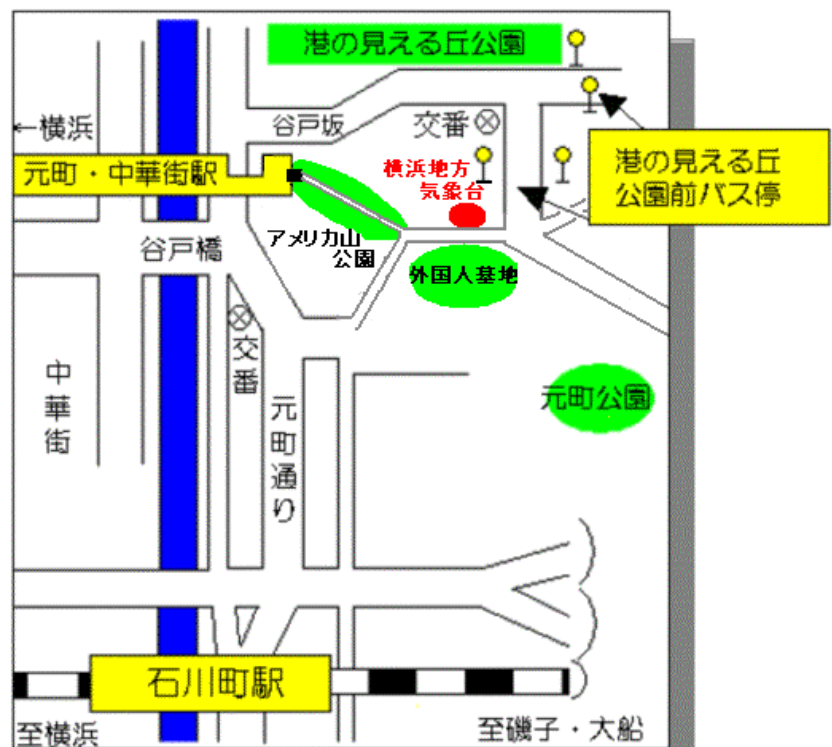 港の見える丘公園
←横浜
谷戸坂
交番
元町・中華街駅
横浜地方
気象台
港の見える丘
公園前バス停
アメリカ山
公園
谷戸橋
外国人墓地
交番
中華街
元町公園
元町通り
石川町駅
至横浜
至磯子・大船